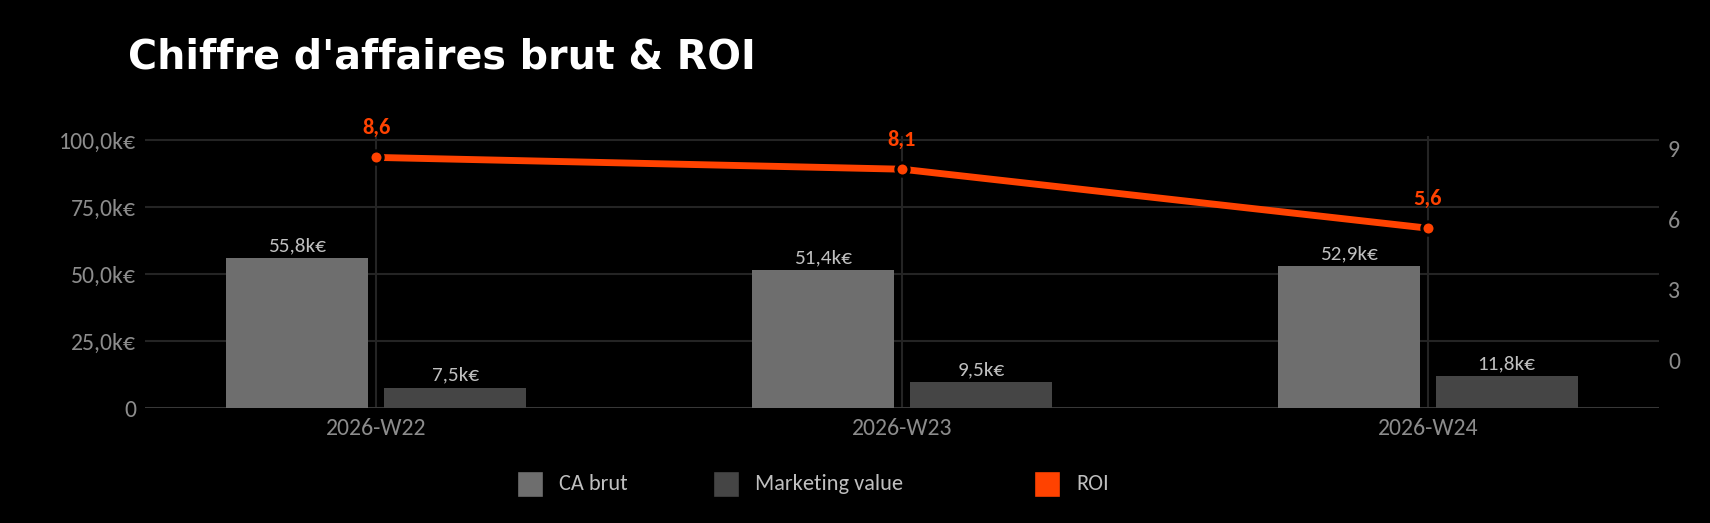 Chiffre d'affaires brut & ROI
8,6
100,0k€
8,1
9
75,0k€
5,6
6
55,8k€
51,4k€
52,9k€
50,0k€
3
25,0k€
7,5k€
9,5k€
11,8k€
0
0
2026-W22
2026-W23
2026-W24
CA brut
Marketing value
ROI